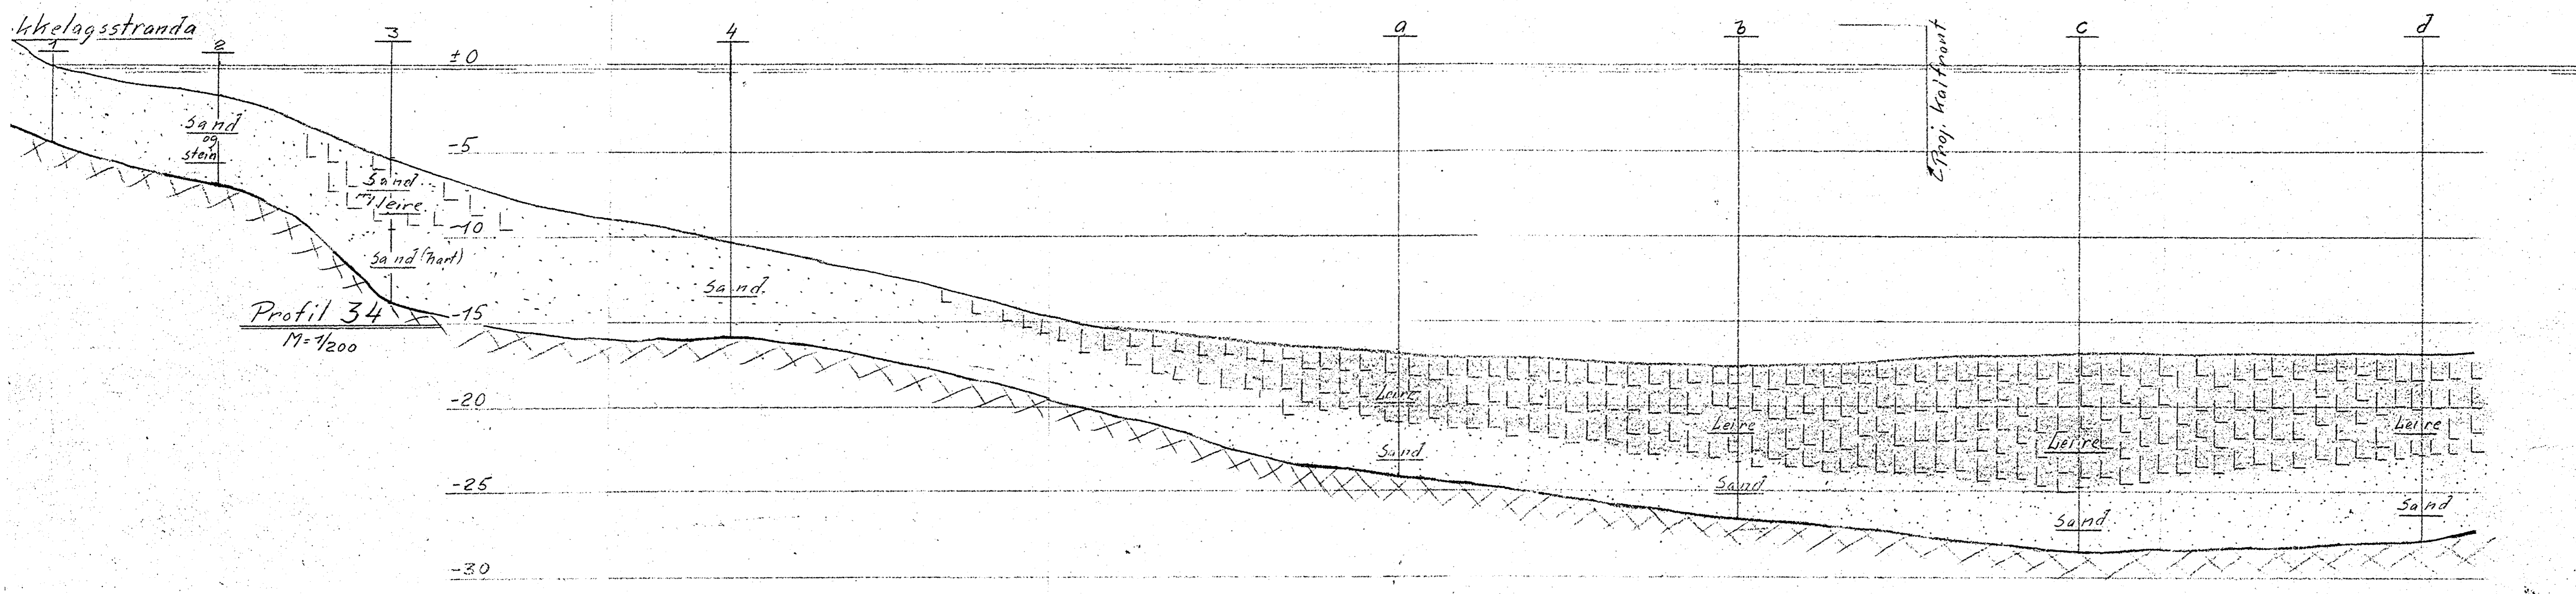 kkelagsstranda
1
2
3
4
a
b
c
d
±0
-5
-10
-15
-20
-25
-30
Proj. kaifront
Sand
og
stein
Sand
m/leire
Sand (hart)
Sand
Profil 34
M=1/200
Leire
Sand
Leire
Sand
Leire
Sand
Leire
Sand